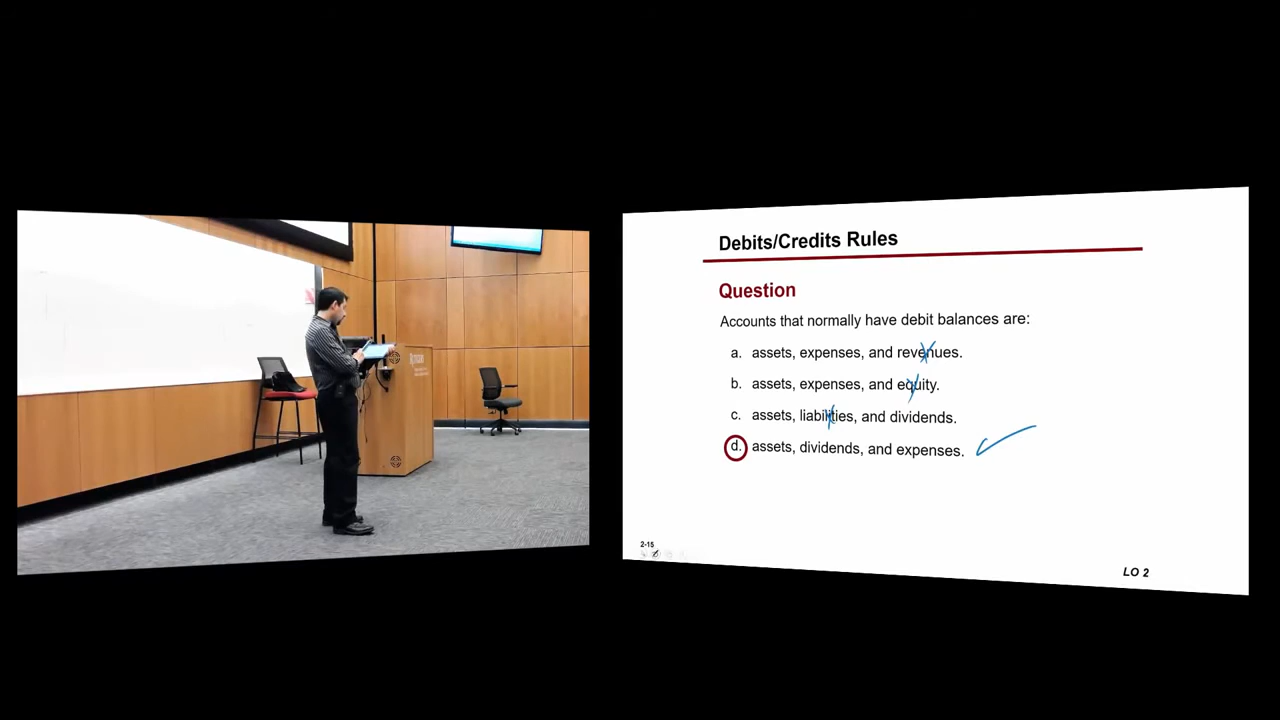 Debits/Credits Rules
Question
Accounts that normally have debit balances are:
a. assets, expenses, and revenues.
b. assets, expenses, and equity.
c. assets, liabilities, and dividends.
d. assets, dividends, and expenses.
2-15
LO 2